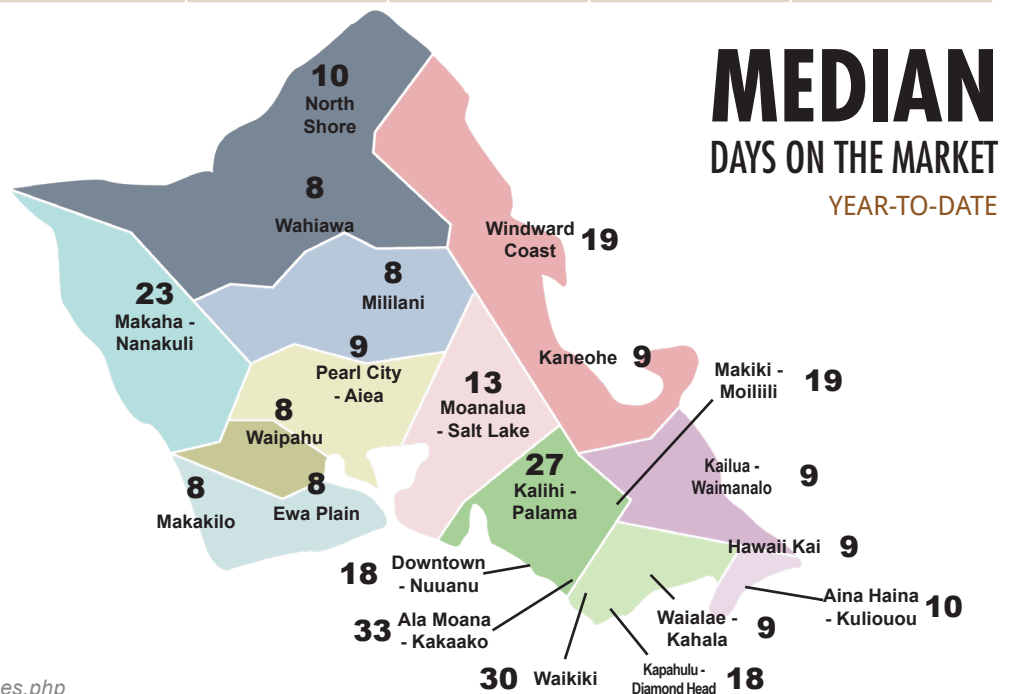 MEDIAN
DAYS ON THE MARKET
YEAR-TO-DATE
10
North
Shore
8
Wahiawa
Windward
Coast
19
8
Mililani
23
Makaha -
Nanakuli
9
Pearl City
- Aiea
Kaneohe 9
Makiki -
Moiliili
19
13
Moanalua
- Salt Lake
8
Waipahu
27
Kalihi -
Palama
Kailua -
Waimanalo
9
8
Makakilo
8
Ewa Plain
Hawaii Kai 9
18
Downtown
- Nuuanu
Aina Haina
- Kuliouou
10
33
Ala Moana
- Kakaako
Waialae -
Kahala
9
30 Waikiki
Kapahulu -
Diamond Head
18
es.php